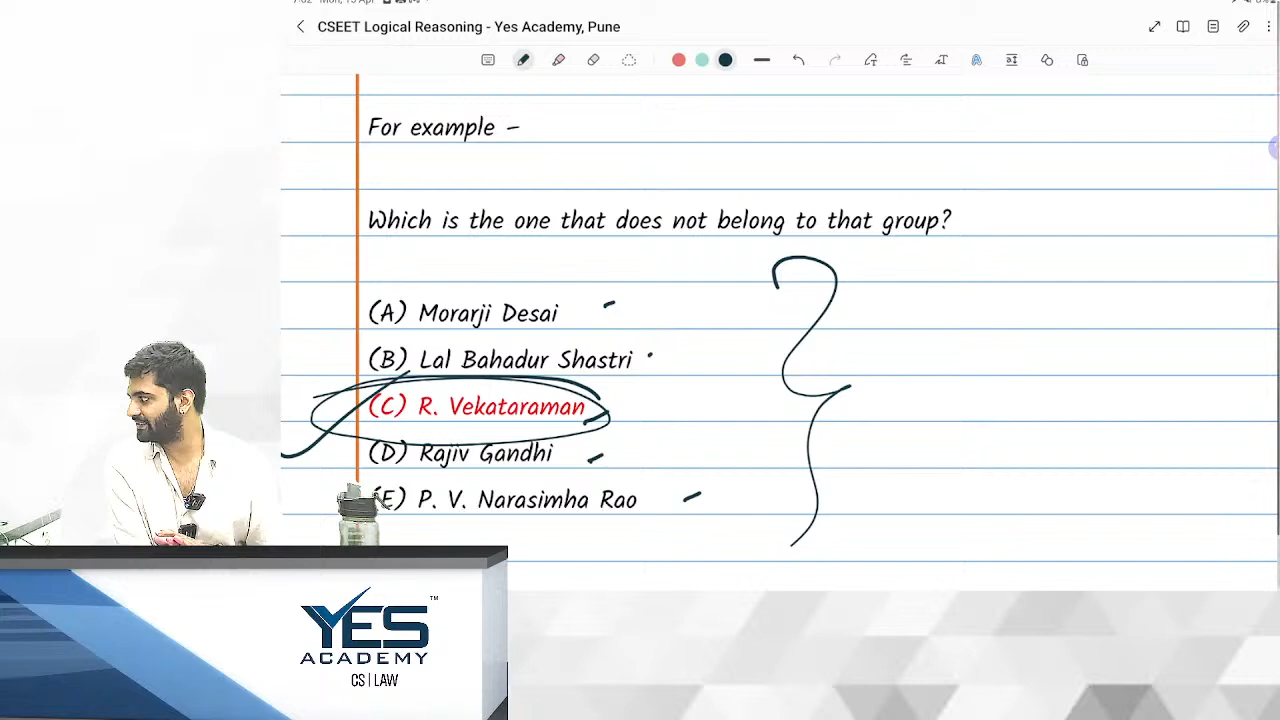 CSEET Logical Reasoning - Yes Academy, Pune
For example -
Which is the one that does not belong to that group?
(A) Morarji Desai
(B) Lal Bahadur Shastri
(C) R. Vekataraman
(D) Rajiv Gandhi
(E) P. V. Narasimha Rao
YES
TM
ACADEMY
CS | LAW